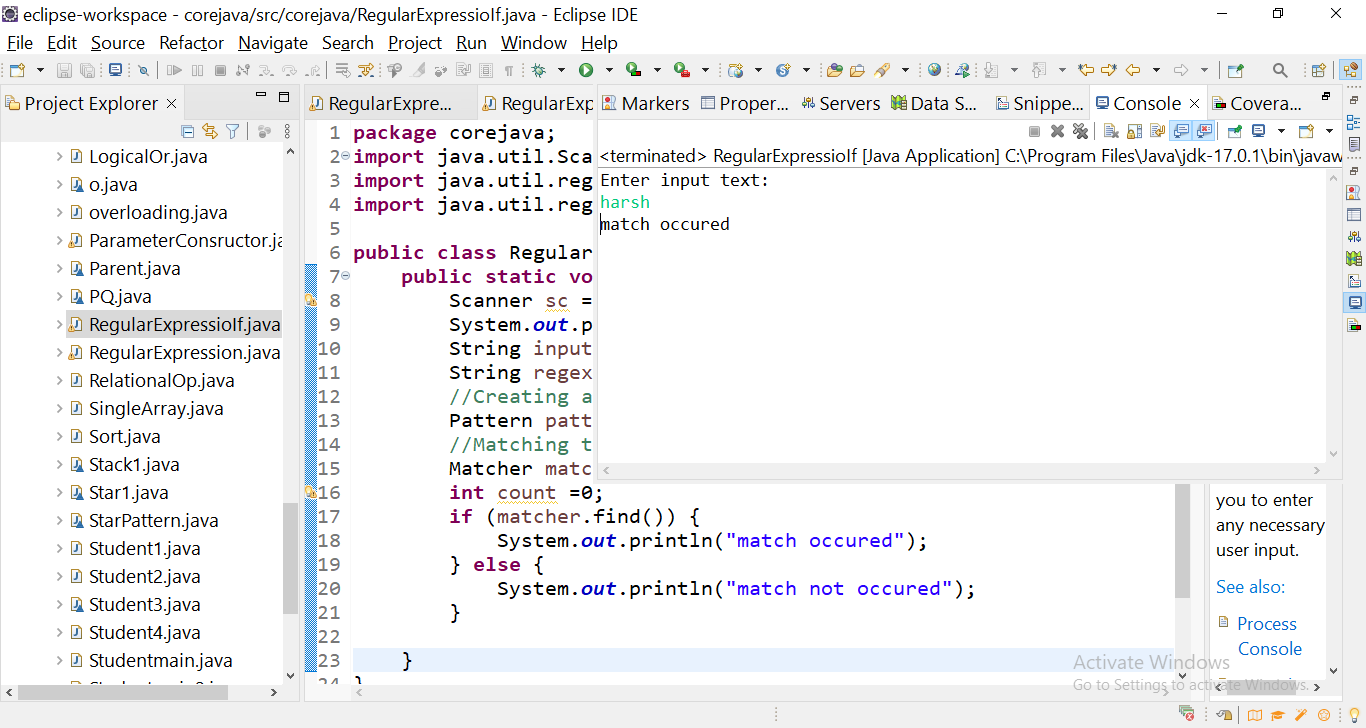 eclipse-workspace - corejava/src/corejava/RegularExpressioIf.java - Eclipse IDE
File Edit Source Refactor Navigate Search Project Run Window Help
Project Explorer
LogicalOr.java
o.java
overloading.java
ParameterConsructor.ja
Parent.java
PQ.java
RegularExpressioIf.java
RegularExpression.java
RelationalOp.java
SingleArray.java
Sort.java
Stack1.java
Star1.java
StarPattern.java
Student1.java
Student2.java
Student3.java
Student4.java
Studentmain.java
RegularExpre... RegularExp
1 package corejava;
2 import java.util.Sca
3 import java.util.reg
4 import java.util.reg
5
6 public class Regular
7 public static vo
8 Scanner sc =
9 System.out.p
10 String input
11 String regex
12 //Creating a
13 Pattern patt
14 //Matching t
15 Matcher matc
16 int count =0;
17 if (matcher.find()) {
18 System.out.println("match occured");
19 } else {
20 System.out.println("match not occured");
21 }
22
23 }
24 }
Markers Proper... Servers Data S... Snippe... Console Covera...
<terminated> RegularExpressioIf [Java Application] C:\Program Files\Java\jdk-17.0.1\bin\javaw
Enter input text:
harsh
match occured
you to enter
any necessary
user input.
See also:
Process
Console
Activate Windows
Go to Settings to activate Windows.